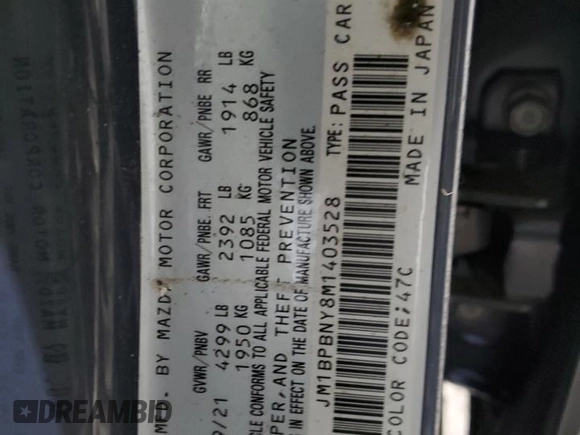 MFD. BY MAZDA MOTOR CORPORATION
GVWR/PNBV GAWR/PNBE. FRT GAWR/PNBE RR
9/21 4299 LB 2392 LB 1914 LB
1950 KG 1085 KG 868 KG
CLE CONFORMS TO ALL APPLICABLE FEDERAL MOTOR VEHICLE SAFETY
PER, AND THEFT PREVENTION
IN EFFECT ON THE DATE OF MANUFACTURE SHOWN ABOVE.
JM1BPBNY8M1403528 TYPE: PASS CAR
COLOR CODE;47C MADE IN JAPAN
DIDACAR.COM